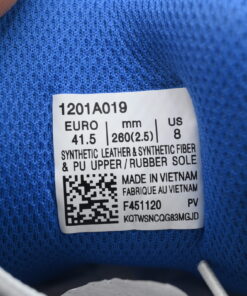 1201A019
EURO mm US
41.5 260(2.5) 8
SYNTHETIC LEATHER & SYNTHETIC FIBER
& PU UPPER / RUBBER SOLE
MADE IN VIETNAM
FABRIQUÉ AU VIETNAM
F451120 PV
KQTWSNCQG83MGJD